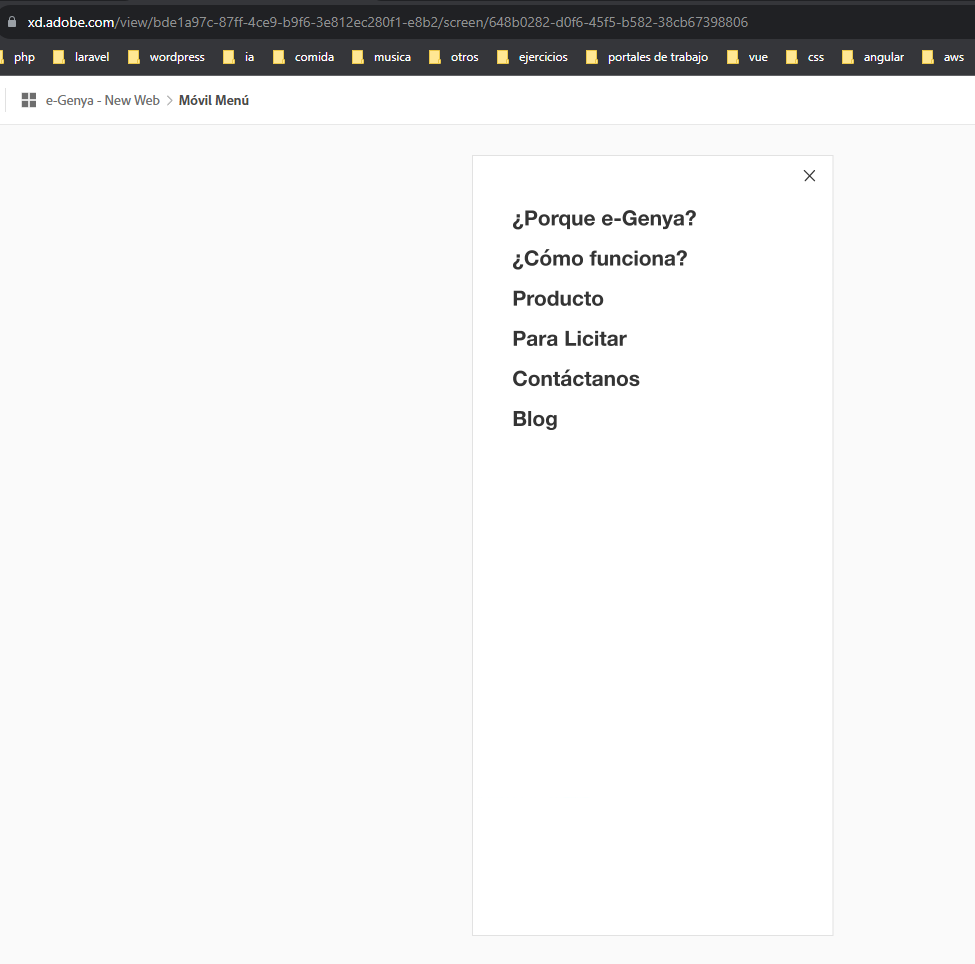 xd.adobe.com/view/bde1a97c-87ff-4ce9-b9f6-3e812ec280f1-e8b2/screen/648b0282-d0f6-45f5-b582-38cb67398806
php laravel wordpress ia comida musica otros ejercicios portales de trabajo vue css angular aws
e-Genya - New Web > Móvil Menú
¿Porque e-Genya?
¿Cómo funciona?
Producto
Para Licitar
Contáctanos
Blog